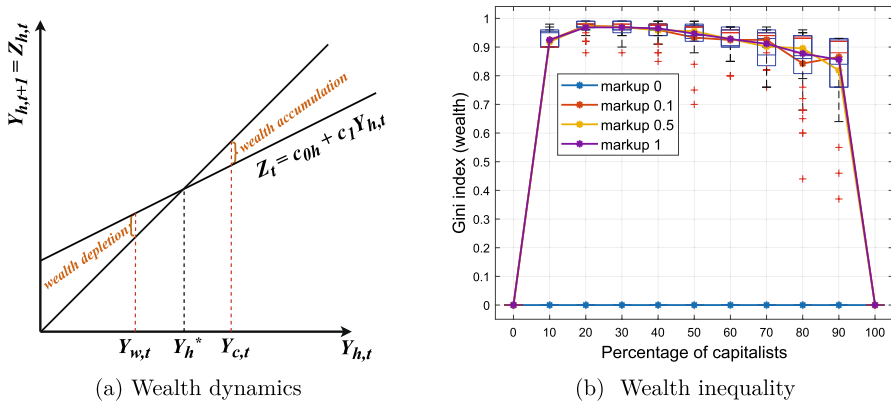 Y_{h,t+1} = Z_{h,t}
wealth accumulation
Z_t = c_{0h} + c_1 Y_{h,t}
wealth depletion
Y_{w,t} Y_h^* Y_{c,t} Y_{h,t}
(a) Wealth dynamics
Gini index (wealth)
1
0.9
0.8
0.7
0.6
0.5
0.4
0.3
0.2
0.1
0
markup 0
markup 0.1
markup 0.5
markup 1
0 10 20 30 40 50 60 70 80 90 100
Percentage of capitalists
(b) Wealth inequality